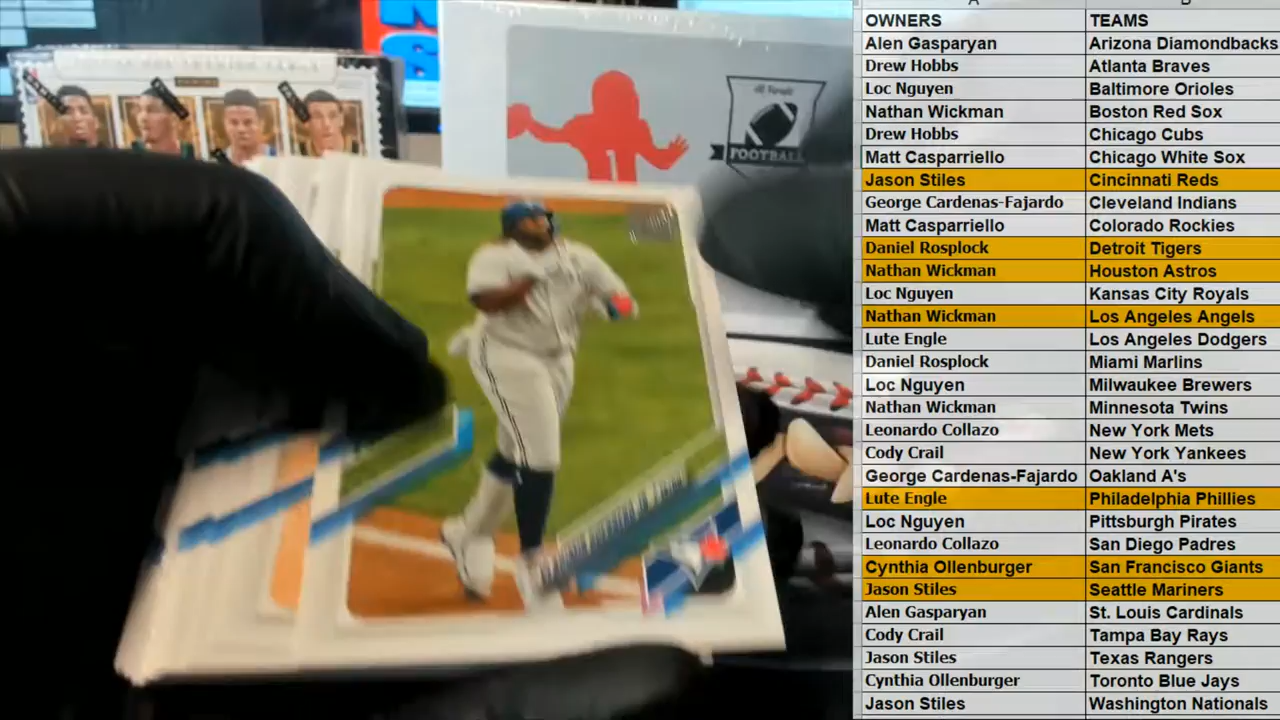 OWNERS TEAMS
Alen Gasparyan Arizona Diamondbacks
Drew Hobbs Atlanta Braves
Loc Nguyen Baltimore Orioles
Nathan Wickman Boston Red Sox
Drew Hobbs Chicago Cubs
Matt Casparriello Chicago White Sox
Jason Stiles Cincinnati Reds
George Cardenas-Fajardo Cleveland Indians
Matt Casparriello Colorado Rockies
Daniel Rosplock Detroit Tigers
Nathan Wickman Houston Astros
Loc Nguyen Kansas City Royals
Nathan Wickman Los Angeles Angels
Lute Engle Los Angeles Dodgers
Daniel Rosplock Miami Marlins
Loc Nguyen Milwaukee Brewers
Nathan Wickman Minnesota Twins
Leonardo Collazo New York Mets
Cody Crail New York Yankees
George Cardenas-Fajardo Oakland A's
Lute Engle Philadelphia Phillies
Loc Nguyen Pittsburgh Pirates
Leonardo Collazo San Diego Padres
Cynthia Ollenburger San Francisco Giants
Jason Stiles Seattle Mariners
Alen Gasparyan St. Louis Cardinals
Cody Crail Tampa Bay Rays
Jason Stiles Texas Rangers
Cynthia Ollenburger Toronto Blue Jays
Jason Stiles Washington Nationals
FOOTBALL